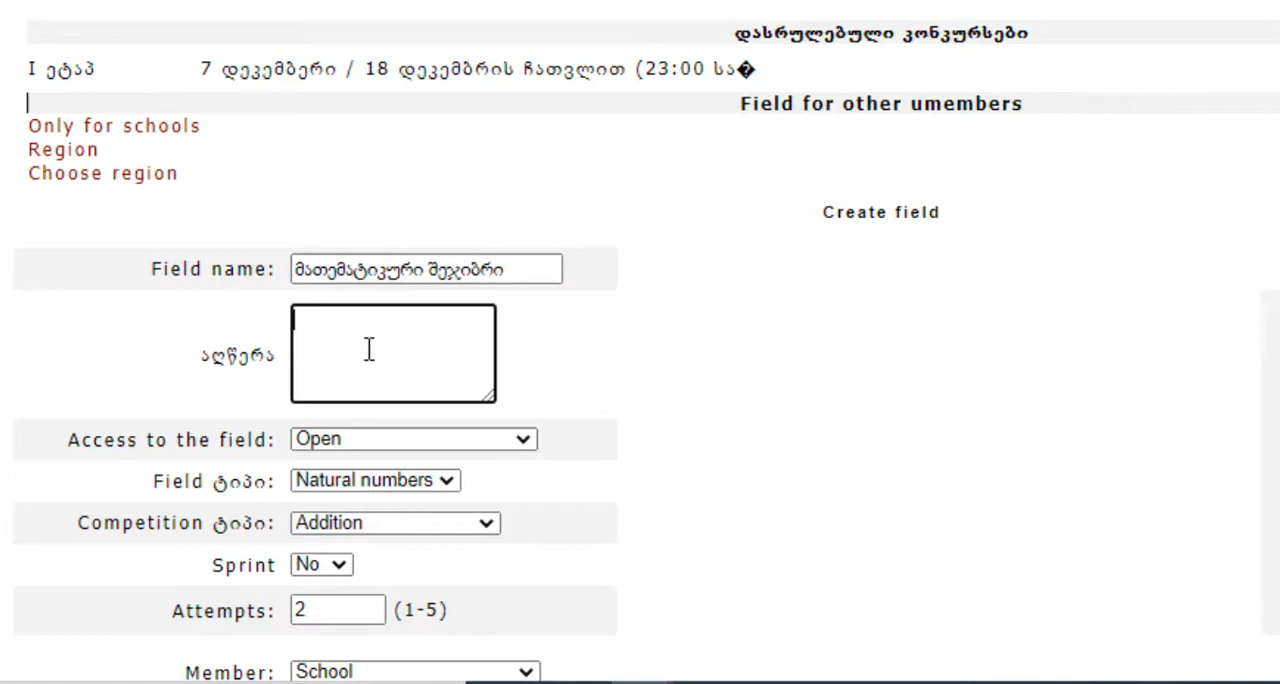 დასრულებული კონკურსები
I ეტაპ 7 დეკემბერი / 18 დეკემბრის ჩათვლით (23:00 სა�
Field for other umembers
Only for schools
Region
Choose region
Create field
Field name: მათემატიკური შეჯიბრი
აღწერა
Access to the field: Open
Field ტიპი: Natural numbers
Competition ტიპი: Addition
Sprint No
Attempts: 2 (1-5)
Member: School